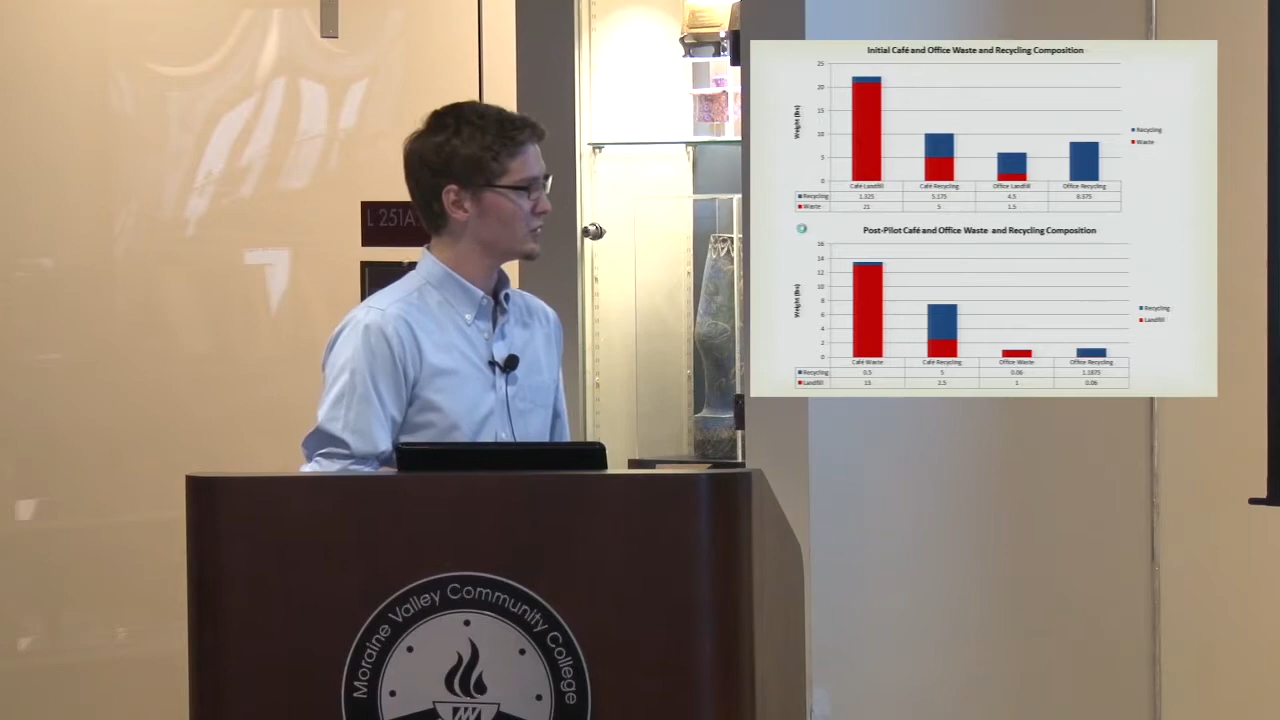 L 251A
Initial Café and Office Waste and Recycling Composition
25
20
15
10
5
0
Weight (lbs)
Recycling
Waste
Café Landfill Café Recycling Office Landfill Office Recycling
Recycling 1.325 5.175 4.5 8.375
Waste 21 5 1.5
Post-Pilot Café and Office Waste and Recycling Composition
16
14
12
10
8
6
4
2
0
Weight (lbs)
Recycling
Landfill
Café Waste Café Recycling Office Waste Office Recycling
Recycling 0.5 5 0.06 1.1875
Landfill 13 2.5 1 0.06
Moraine Valley Community College